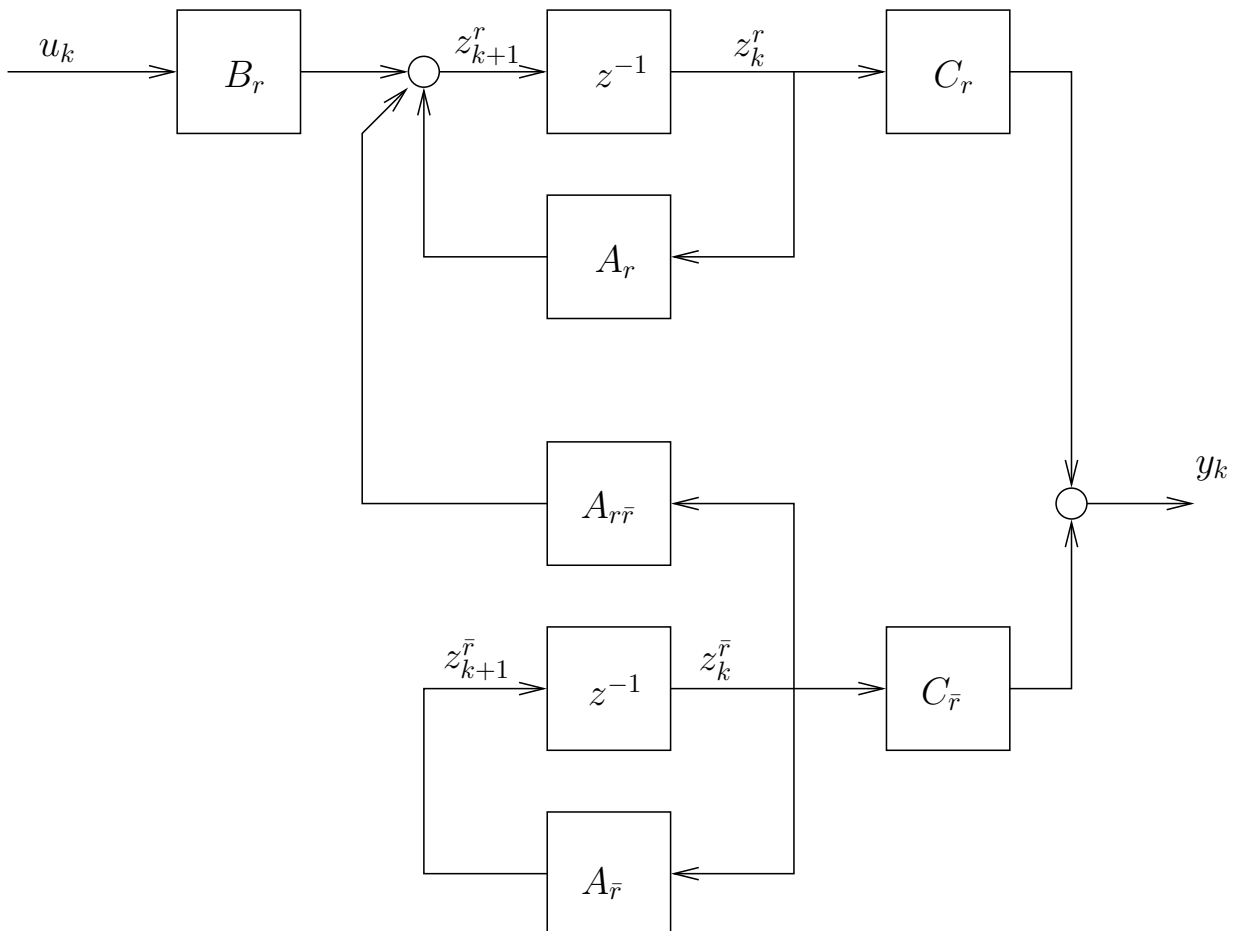 u_k
B_r
z^r_{k+1}
z^{-1}
z^r_k
C_r
A_r
A_{r\bar{r}}
y_k
z^{\bar{r}}_{k+1}
z^{-1}
z^{\bar{r}}_k
C_{\bar{r}}
A_{\bar{r}}